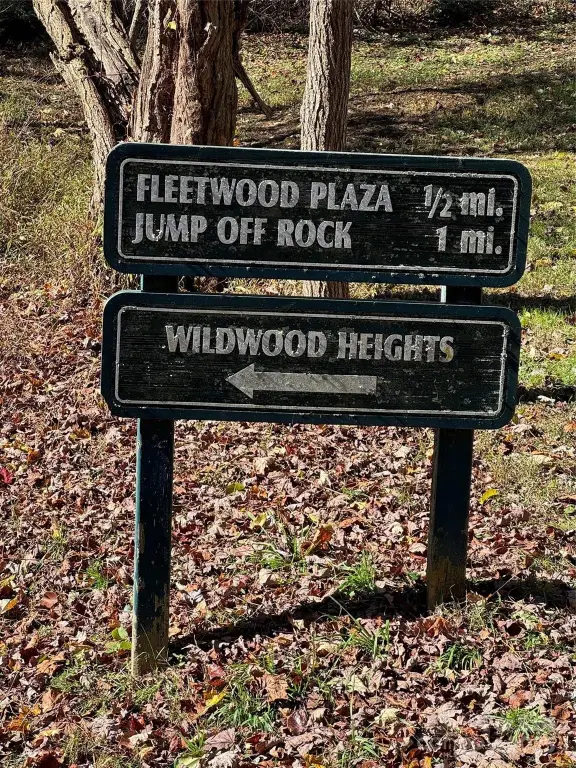 FLEETWOOD PLAZA 1/2 mi.
JUMP OFF ROCK 1 mi.
WILDWOOD HEIGHTS